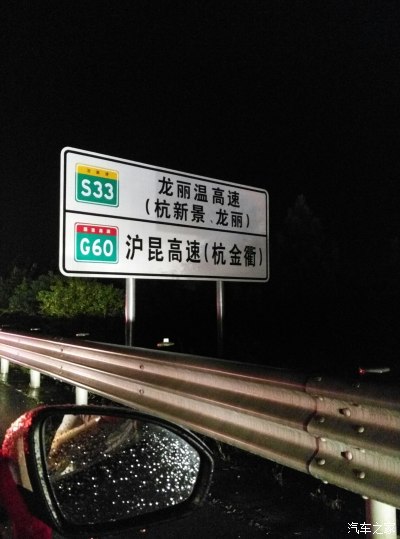 S33
龙丽温高速
(杭新景、龙丽)
G60
沪昆高速(杭金衢)
汽车之家